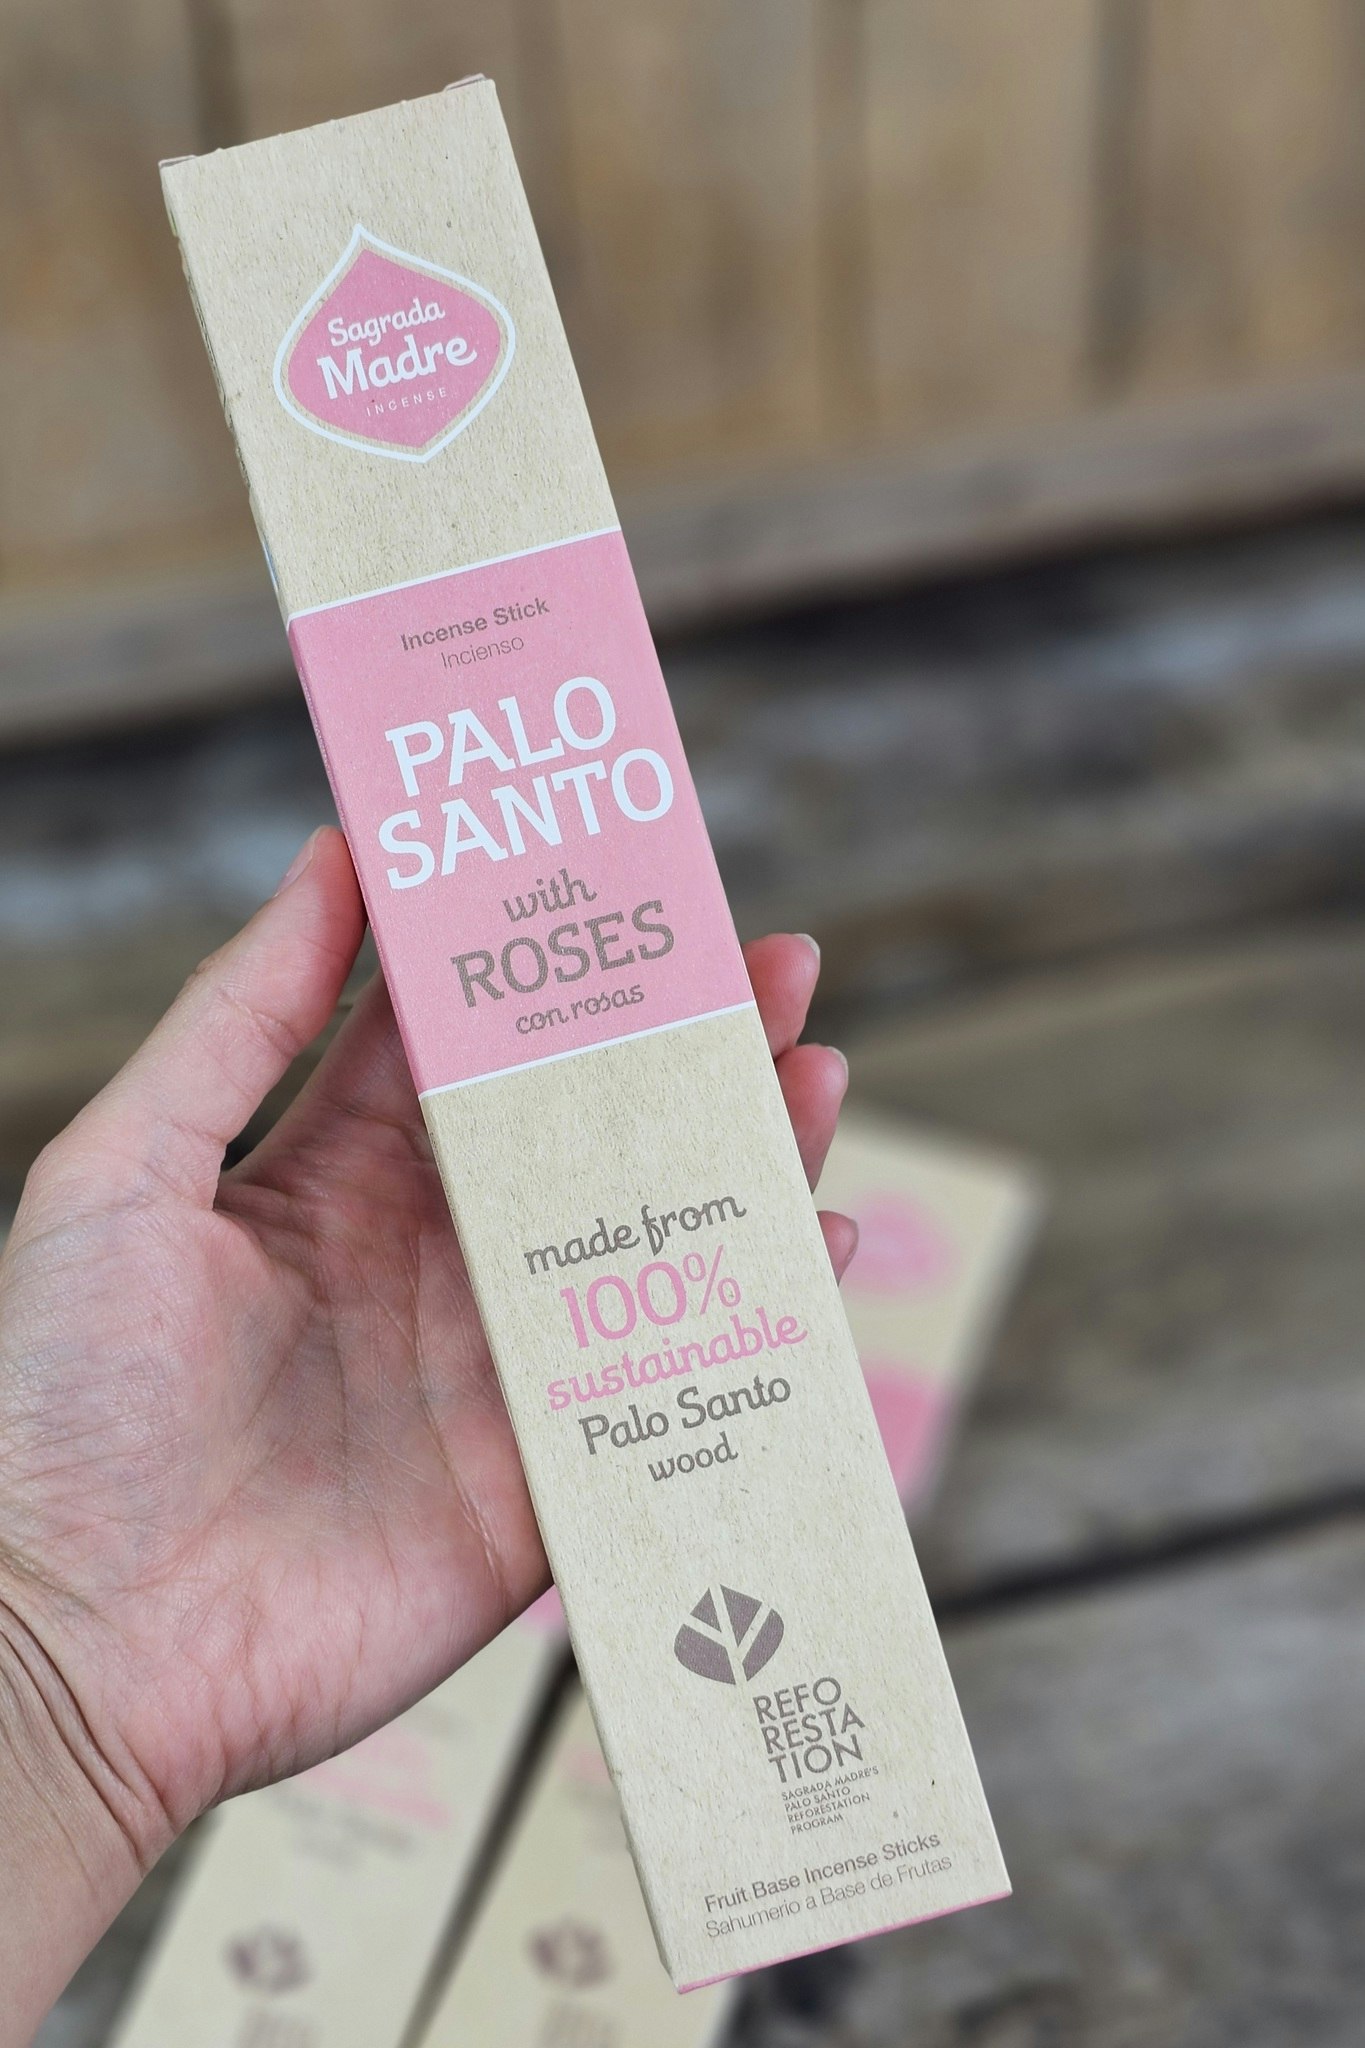 Sagrada
Madre
INCENSE
Incense Stick
Incienso
PALO
SANTO
with
ROSES
con rosas
made from
100%
sustainable
Palo Santo
wood
REFO
RESTA
TION
SAGRADA MADRE'S
PALO SANTO
REFORESTATION
PROGRAM
Fruit Base Incense Sticks
Sahumerio a Base de Frutas